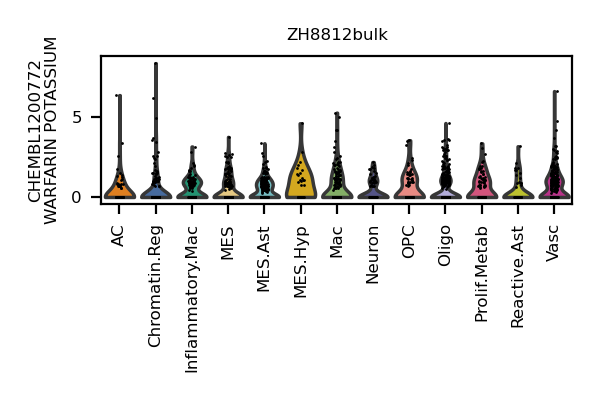 ZH8812bulk
CHEMBL1200772
WARFARIN POTASSIUM
5
0
AC
Chromatin.Reg
Inflammatory.Mac
MES
MES.Ast
MES.Hyp
Mac
Neuron
OPC
Oligo
Prolif.Metab
Reactive.Ast
Vasc